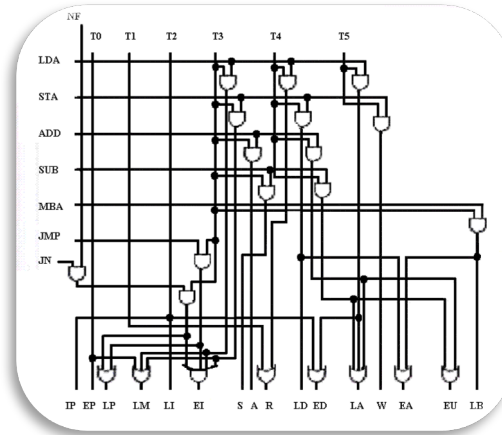 NF
T0 T1 T2 T3 T4 T5
LDA
STA
ADD
SUB
MBA
JMP
JN
IP EP LP LM LI EI S A R LD ED LA W EA EU LB